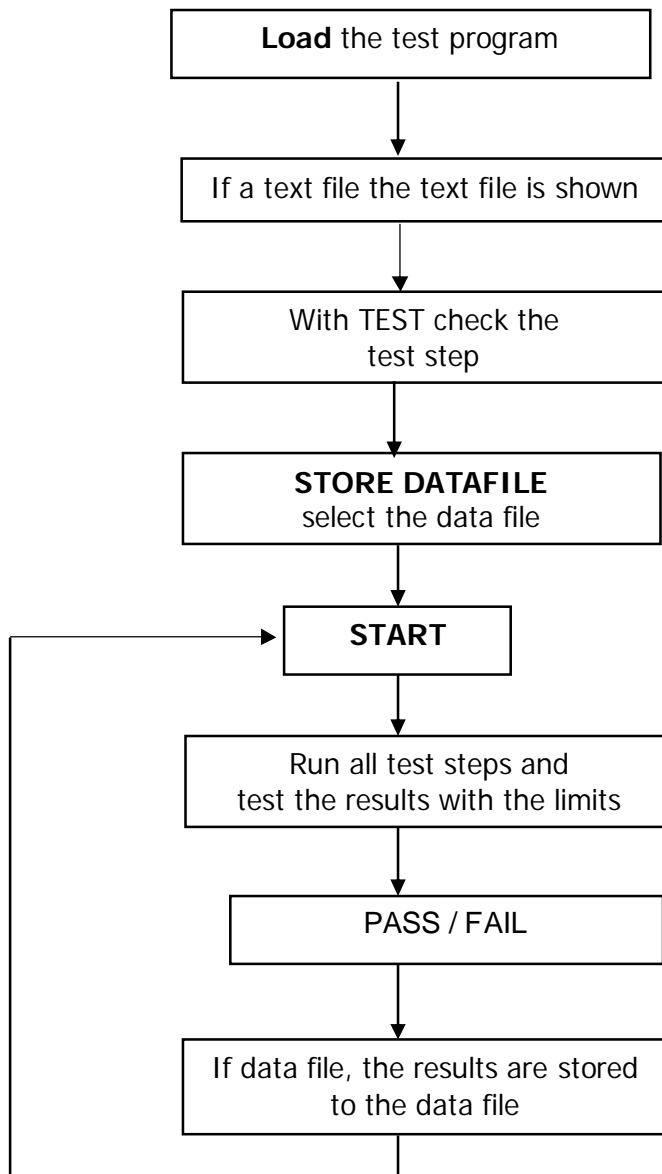 Load the test program
If a text file the text file is shown
With TEST check the
test step
STORE DATAFILE
select the data file
START
Run all test steps and
test the results with the limits
PASS / FAIL
If data file, the results are stored
to the data file